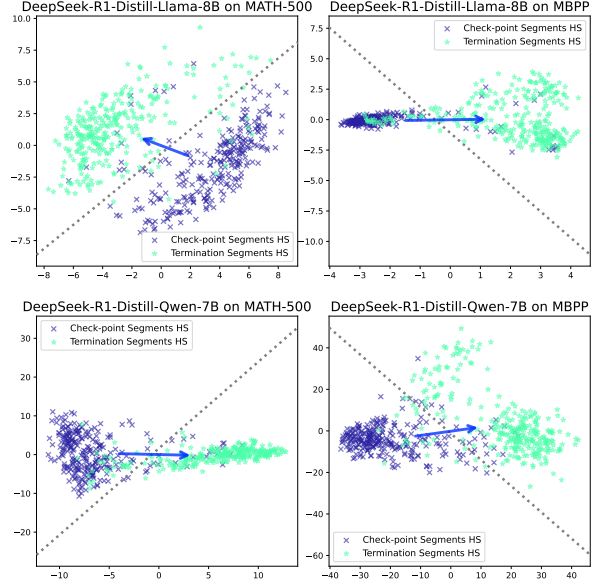 DeepSeek-R1-Distill-Llama-8B on MATH-500
10.0
7.5
5.0
2.5
0.0
−2.5
−5.0
−7.5
Check-point Segments HS
Termination Segments HS
−8 −6 −4 −2 0 2 4 6 8
DeepSeek-R1-Distill-Llama-8B on MBPP
7.5
5.0
2.5
0.0
−2.5
−5.0
−7.5
−10.0
Check-point Segments HS
Termination Segments HS
−4 −3 −2 −1 0 1 2 3 4
DeepSeek-R1-Distill-Qwen-7B on MATH-500
30
20
10
0
−10
−20
Check-point Segments HS
Termination Segments HS
−10 −5 0 5 10
DeepSeek-R1-Distill-Qwen-7B on MBPP
40
20
0
−20
−40
−60
Check-point Segments HS
Termination Segments HS
−40 −30 −20 −10 0 10 20 30 40